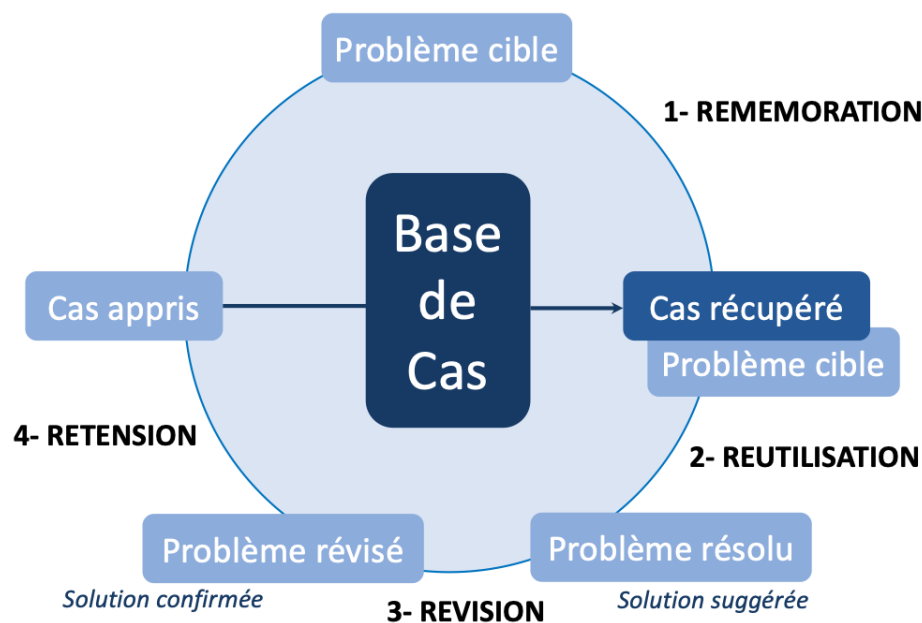 Problème cible
1- REMEMORATION
Base
de
Cas
Cas appris
Cas récupéré
Problème cible
4- RETENSION
2- REUTILISATION
Problème révisé
Problème résolu
Solution confirmée
3- REVISION
Solution suggérée